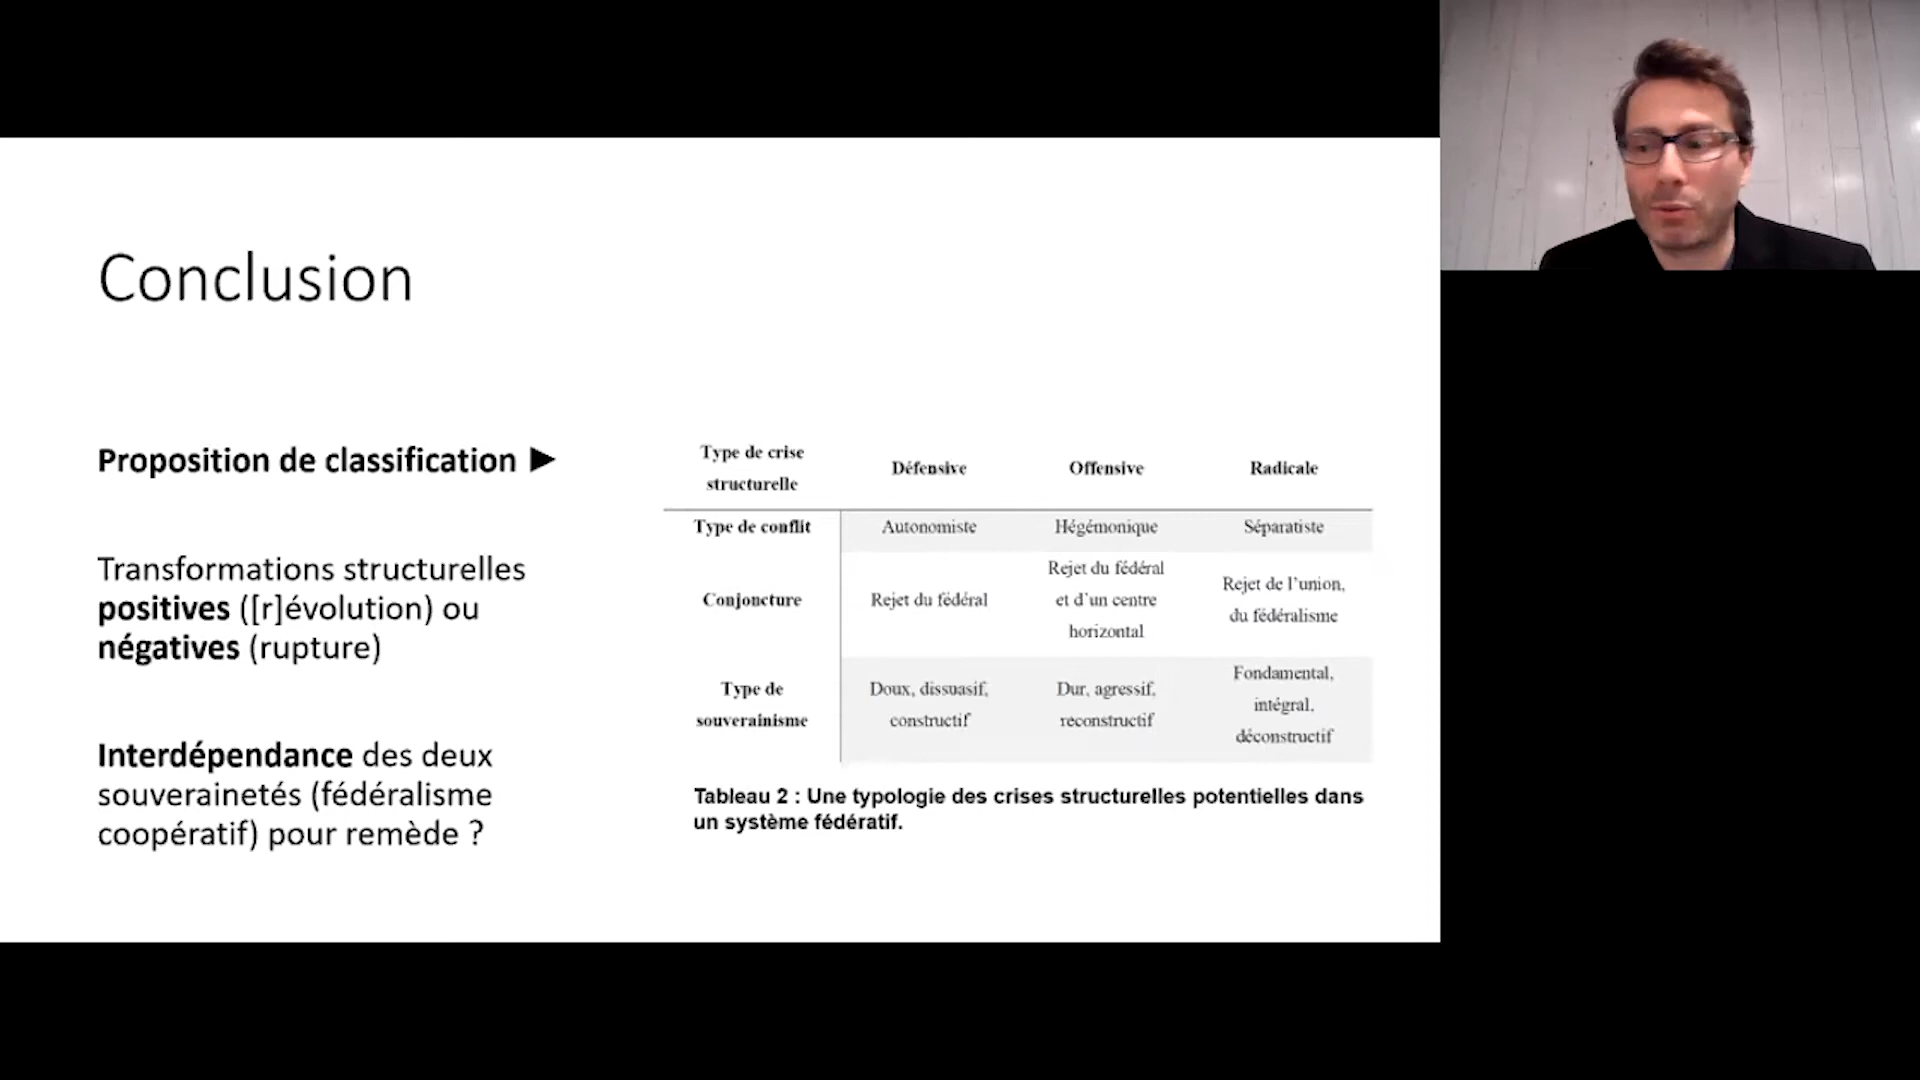 Conclusion
Proposition de classification ►
Transformations structurelles
positives ([r]évolution) ou
négatives (rupture)
Interdépendance des deux
souverainetés (fédéralisme
coopératif) pour remède ?
Type de crise
structurelle
Défensive
Offensive
Radicale
Type de conflit
Autonomiste
Hégémonique
Séparatiste
Conjoncture
Rejet du fédéral
Rejet du fédéral
et d'un centre
horizontal
Rejet de l'union,
du fédéralisme
Type de
souverainisme
Doux, dissuasif,
constructif
Dur, agressif,
reconstructif
Fondamental,
intégral,
déconstructif
Tableau 2 : Une typologie des crises structurelles potentielles dans
un système fédératif.